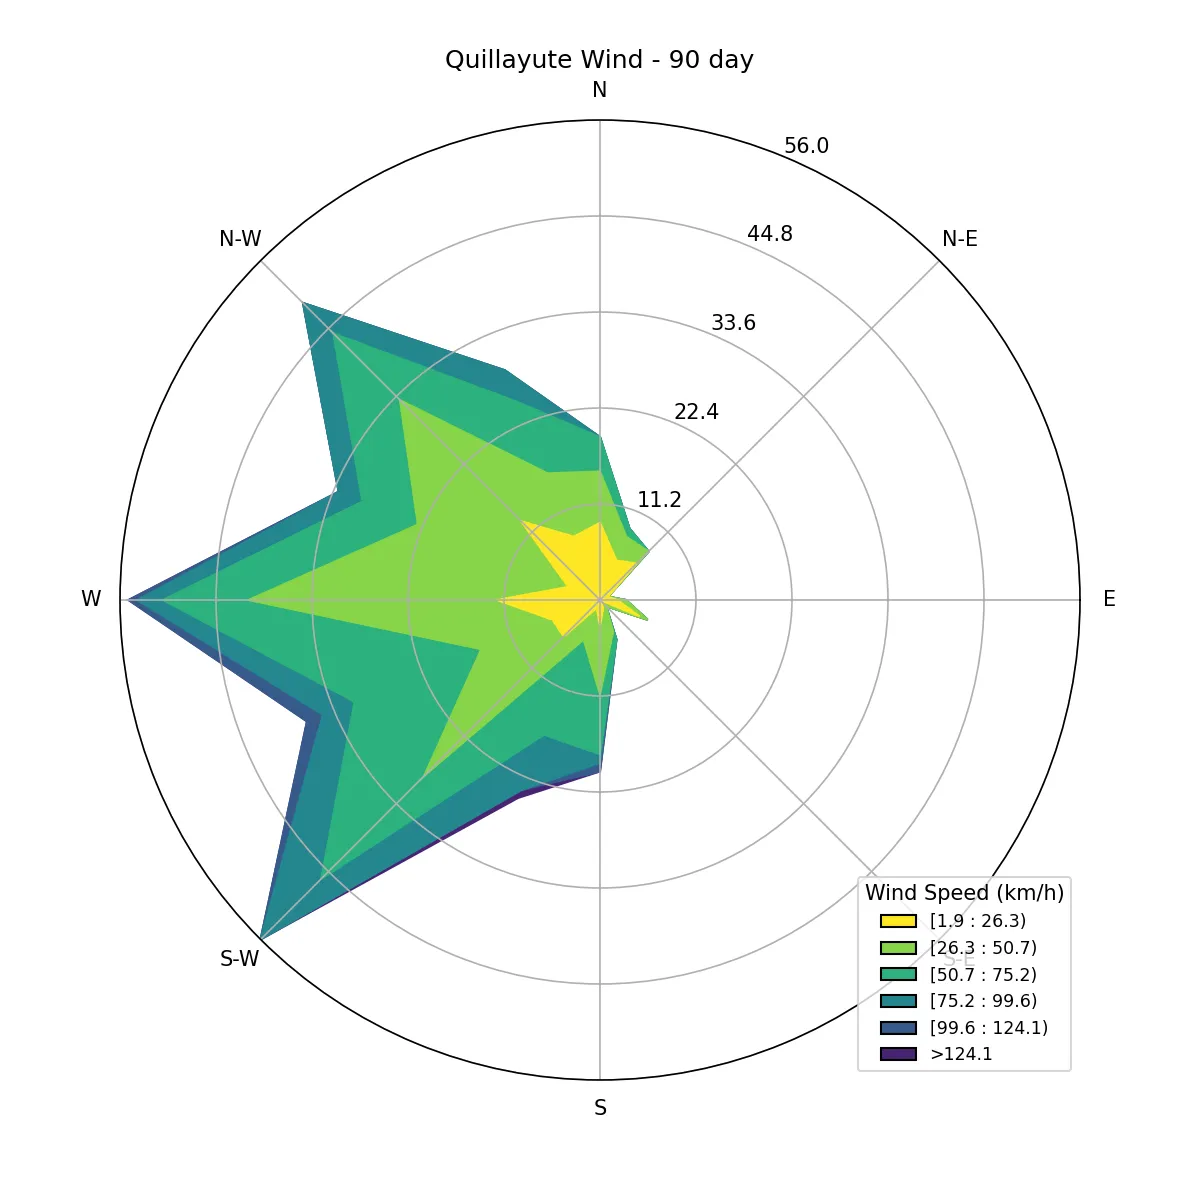 Quillayute Wind - 90 day
N
56.0
N-W
44.8
N-E
33.6
22.4
11.2
W
E
S-W
S-E
S
Wind Speed (km/h)
[1.9 : 26.3)
[26.3 : 50.7)
[50.7 : 75.2)
[75.2 : 99.6)
[99.6 : 124.1)
>124.1